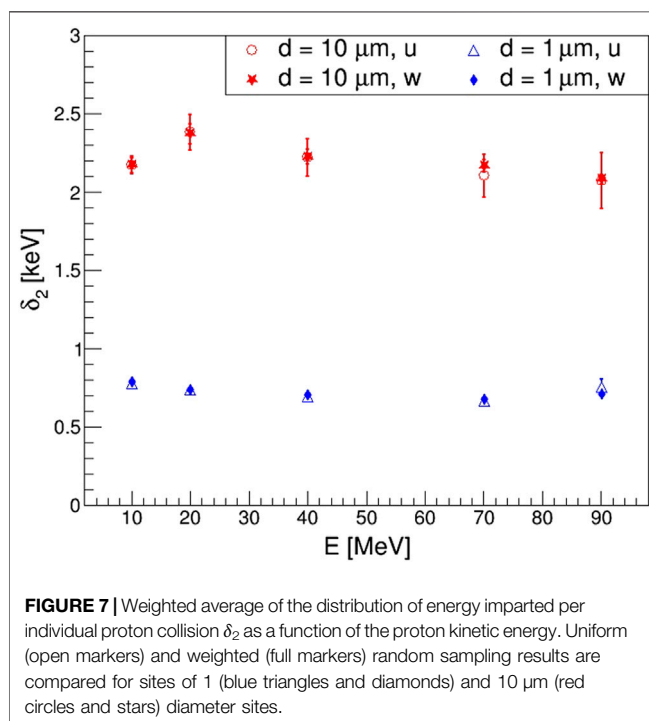 3
d = 10 μm, u
d = 1 μm, u
d = 10 μm, w
d = 1 μm, w
2.5
2
1.5
1
0.5
0
δ2 [keV]
10 20 30 40 50 60 70 80 90
E [MeV]
FIGURE 7 | Weighted average of the distribution of energy imparted per
individual proton collision δ2 as a function of the proton kinetic energy. Uniform
(open markers) and weighted (full markers) random sampling results are
compared for sites of 1 (blue triangles and diamonds) and 10 μm (red
circles and stars) diameter sites.